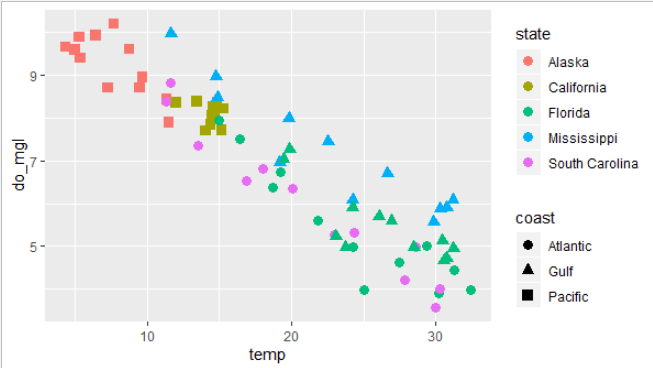 state
Alaska
California
Florida
Mississippi
South Carolina
coast
Atlantic
Gulf
Pacific
do_mgl
9
7
5
10
20
30
temp